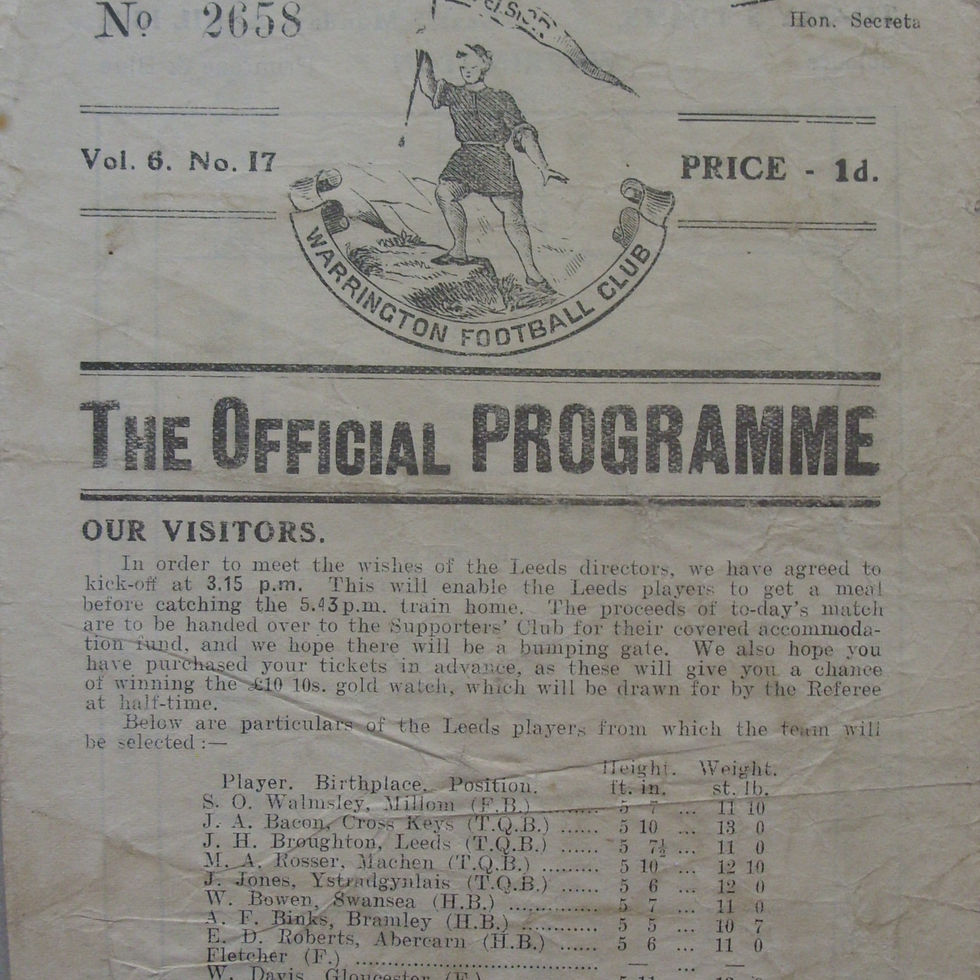 No 2658
Hon. Secreta
Vol. 6. No. 17
PRICE - 1d.
WARRINGTON FOOTBALL CLUB
THE OFFICIAL PROGRAMME
OUR VISITORS.
In order to meet the wishes of the Leeds directors, we have agreed to
kick-off at 3.15 p.m. This will enable the Leeds players to get a meal
before catching the 5.43 p.m. train home. The proceeds of to-day's match
are to be handed over to the Supporters' Club for their covered accommoda-
tion fund, and we hope there will be a bumping gate. We also hope you
have purchased your tickets in advance, as these will give you a chance
of winning the £10 10s. gold watch, which will be drawn for by the Referee
at half-time.
Below are particulars of the Leeds players from which the team will
be selected :—
Height. Weight.
Player. Birthplace. Position. ft. in. st. lb.
S. O. Walmsley, Millom (F.B.) ......... 5 7 ... 11 10
J. A. Bacon, Cross Keys (T.Q.B.) ...... 5 10 ... 13 0
J. H. Broughton, Leeds (T.Q.B.) ...... 5 7½ ... 11 0
M. A. Rosser, Machen (T.Q.B.) ......... 5 10 ... 12 10
J. Jones, Ystradgynlais (T.Q.B.) ...... 5 6 ... 12 0
W. Bowen, Swansea (H.B.) ............... 5 7 ... 11 0
A. F. Binks, Bramley (H.B.) ............ 5 5 ... 10 7
E. D. Roberts, Abercarn (H.B.) ......... 5 6 ... 11 0
Fletcher (F.) .............................. — ... —
W. Davis, Gloucester (F.)